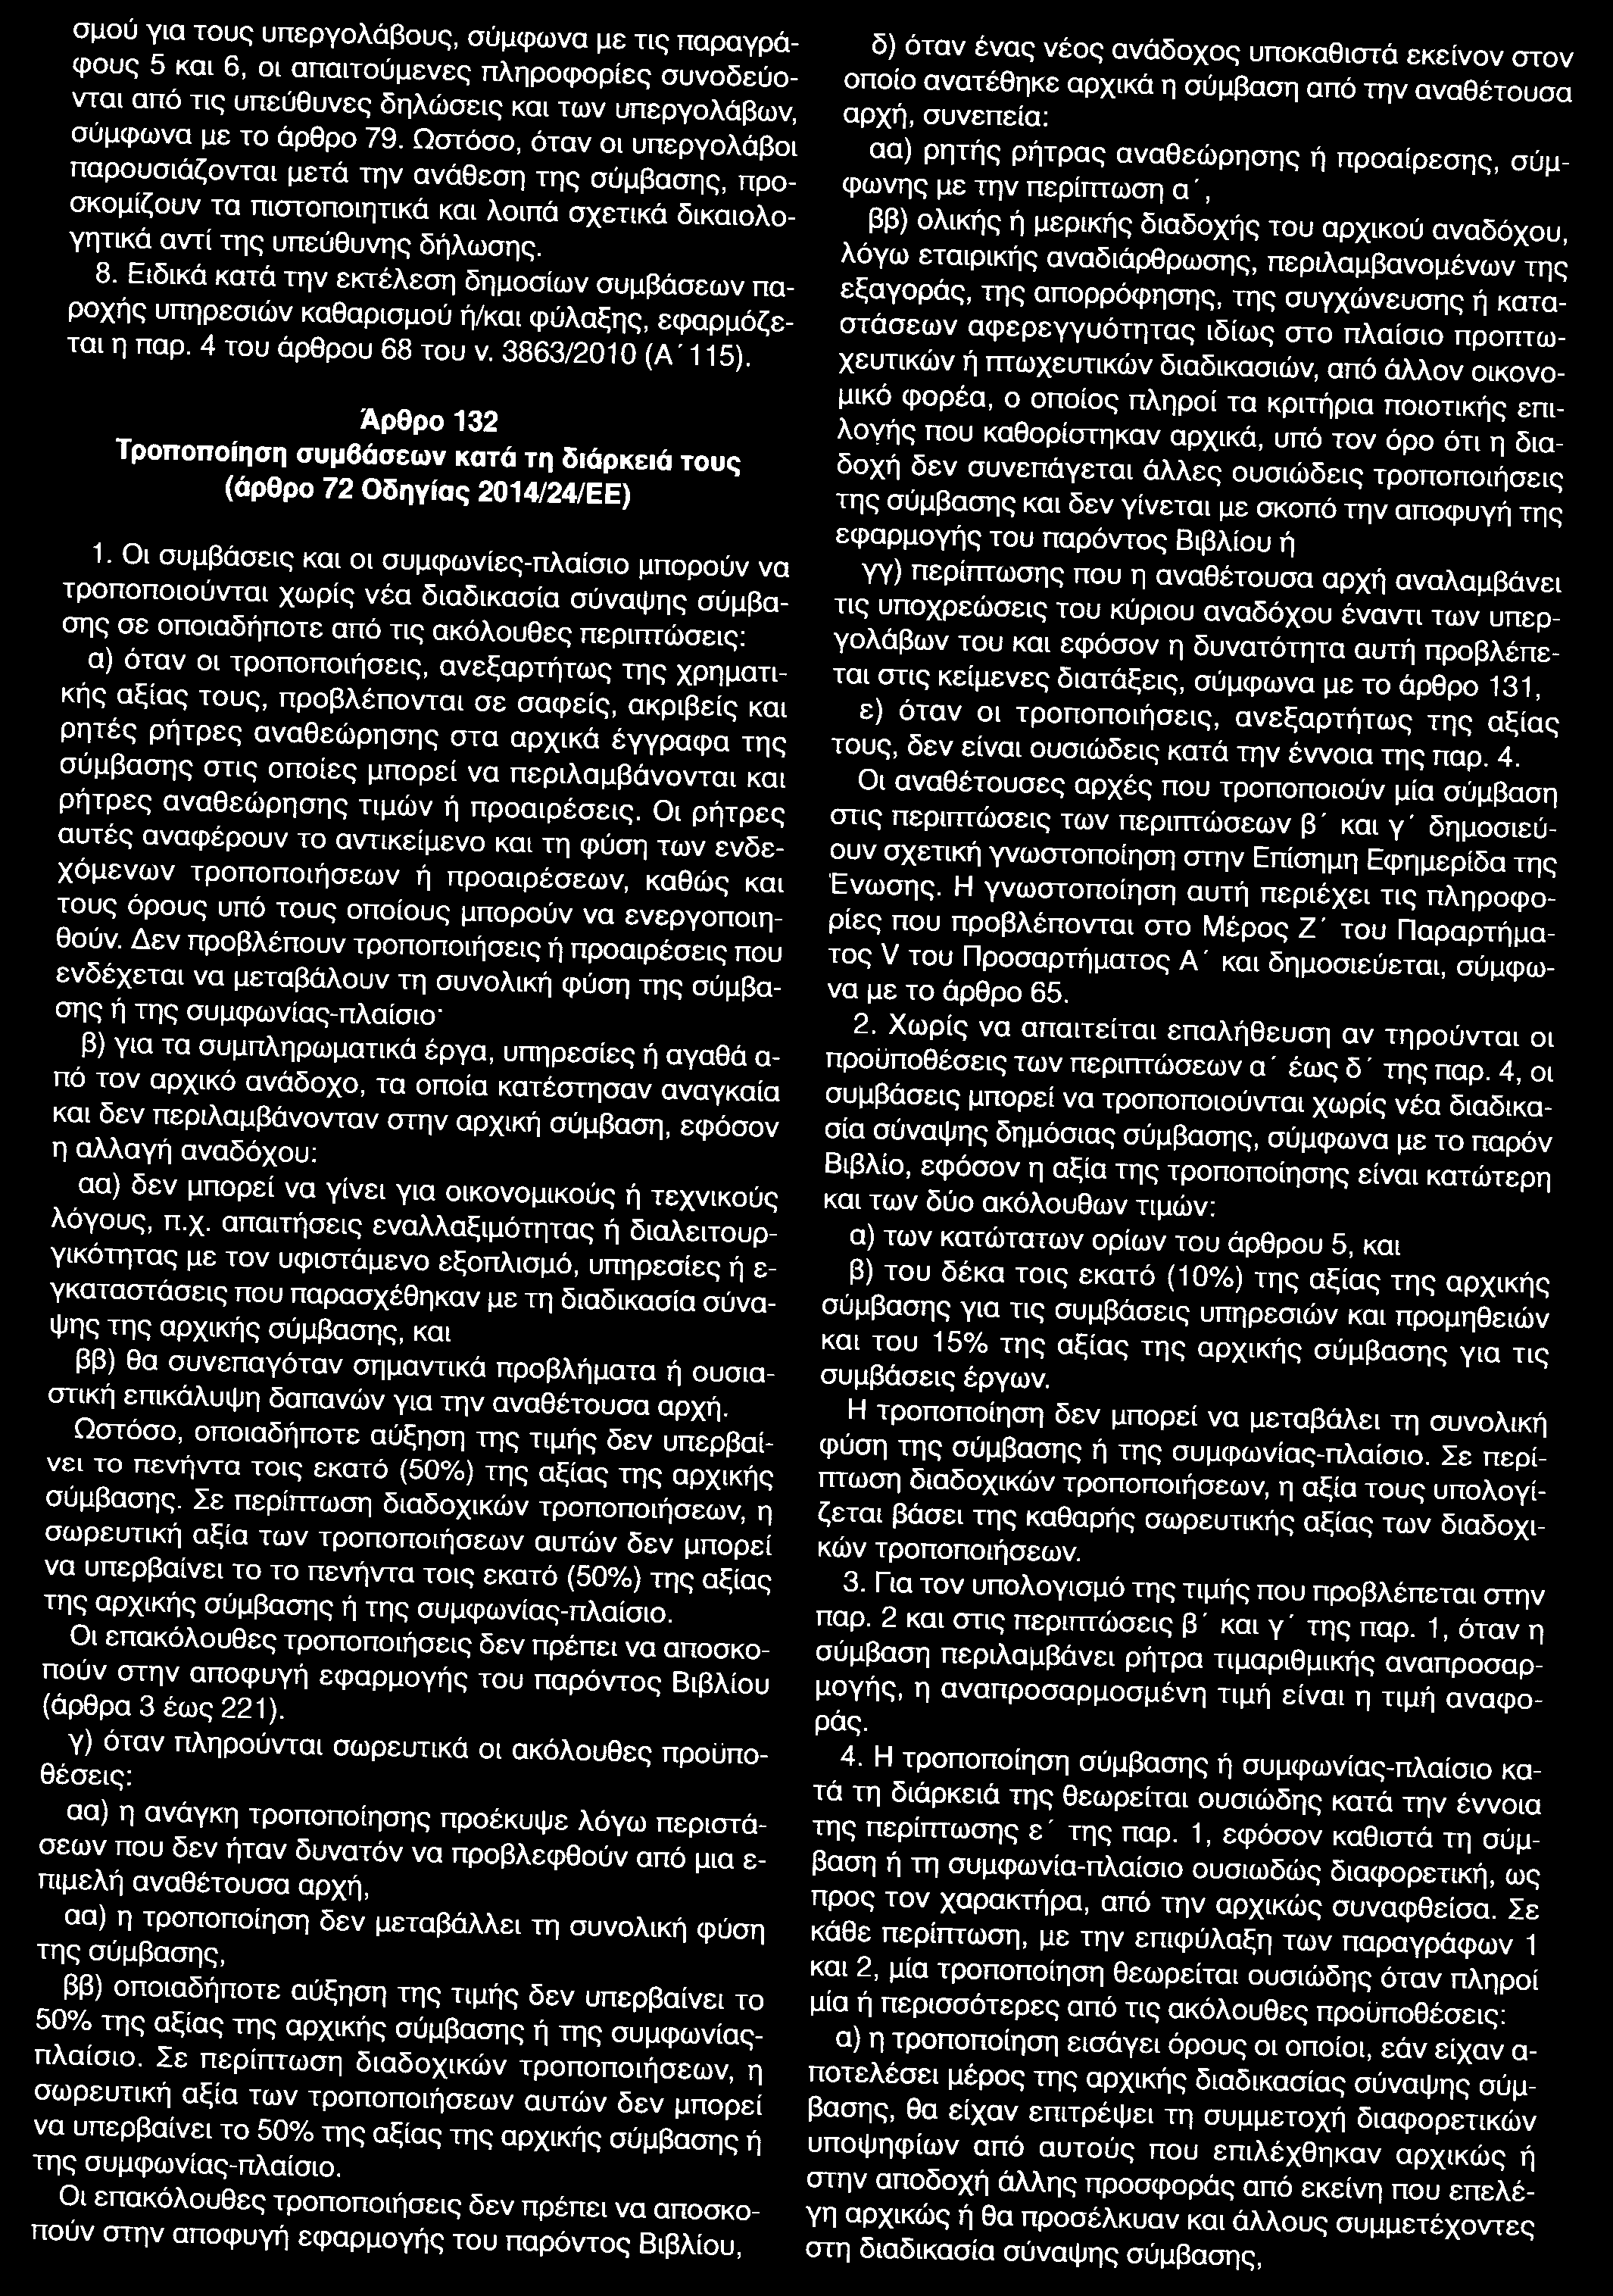 σμού για τους υπεργολάβους, σύμφωνα με τις παραγρά-
φους 5 και 6, οι απαιτούμενες πληροφορίες συνοδεύο-
νται από τις υπεύθυνες δηλώσεις και των υπεργολάβων,
σύμφωνα με το άρθρο 79. Ωστόσο, όταν οι υπεργολάβοι
παρουσιάζονται μετά την ανάθεση της σύμβασης, προ-
σκομίζουν τα πιστοποιητικά και λοιπά σχετικά δικαιολο-
γητικά αντί της υπεύθυνης δήλωσης.
8. Ειδικά κατά την εκτέλεση δημοσίων συμβάσεων πα-
ροχής υπηρεσιών καθαρισμού ή/και φύλαξης, εφαρμόζε-
ται η παρ. 4 του άρθρου 68 του ν. 3863/2010 (Α΄115).
Άρθρο 132
Τροποποίηση συμβάσεων κατά τη διάρκειά τους
(άρθρο 72 Οδηγίας 2014/24/ΕΕ)
1. Οι συμβάσεις και οι συμφωνίες-πλαίσιο μπορούν να
τροποποιούνται χωρίς νέα διαδικασία σύναψης σύμβα-
σης σε οποιαδήποτε από τις ακόλουθες περιπτώσεις:
α) όταν οι τροποποιήσεις, ανεξαρτήτως της χρηματι-
κής αξίας τους, προβλέπονται σε σαφείς, ακριβείς και
ρητές ρήτρες αναθεώρησης στα αρχικά έγγραφα της
σύμβασης στις οποίες μπορεί να περιλαμβάνονται και
ρήτρες αναθεώρησης τιμών ή προαιρέσεις. Οι ρήτρες
αυτές αναφέρουν το αντικείμενο και τη φύση των ενδε-
χόμενων τροποποιήσεων ή προαιρέσεων, καθώς και
τους όρους υπό τους οποίους μπορούν να ενεργοποιη-
θούν. Δεν προβλέπουν τροποποιήσεις ή προαιρέσεις που
ενδέχεται να μεταβάλουν τη συνολική φύση της σύμβα-
σης ή της συμφωνίας-πλαίσιο·
β) για τα συμπληρωματικά έργα, υπηρεσίες ή αγαθά α-
πό τον αρχικό ανάδοχο, τα οποία κατέστησαν αναγκαία
και δεν περιλαμβάνονταν στην αρχική σύμβαση, εφόσον
η αλλαγή αναδόχου:
αα) δεν μπορεί να γίνει για οικονομικούς ή τεχνικούς
λόγους, π.χ. απαιτήσεις εναλλαξιμότητας ή διαλειτουρ-
γικότητας με τον υφιστάμενο εξοπλισμό, υπηρεσίες ή ε-
γκαταστάσεις που παρασχέθηκαν με τη διαδικασία σύνα-
ψης της αρχικής σύμβασης, και
ββ) θα συνεπαγόταν σημαντικά προβλήματα ή ουσια-
στική επικάλυψη δαπανών για την αναθέτουσα αρχή.
Ωστόσο, οποιαδήποτε αύξηση της τιμής δεν υπερβαί-
νει το πενήντα τοις εκατό (50%) της αξίας της αρχικής
σύμβασης. Σε περίπτωση διαδοχικών τροποποιήσεων, η
σωρευτική αξία των τροποποιήσεων αυτών δεν μπορεί
να υπερβαίνει το το πενήντα τοις εκατό (50%) της αξίας
της αρχικής σύμβασης ή της συμφωνίας-πλαίσιο.
Οι επακόλουθες τροποποιήσεις δεν πρέπει να αποσκο-
πούν στην αποφυγή εφαρμογής του παρόντος Βιβλίου
(άρθρα 3 έως 221).
γ) όταν πληρούνται σωρευτικά οι ακόλουθες προϋπο-
θέσεις:
αα) η ανάγκη τροποποίησης προέκυψε λόγω περιστά-
σεων που δεν ήταν δυνατόν να προβλεφθούν από μια ε-
πιμελή αναθέτουσα αρχή,
αα) η τροποποίηση δεν μεταβάλλει τη συνολική φύση
της σύμβασης,
ββ) οποιαδήποτε αύξηση της τιμής δεν υπερβαίνει το
50% της αξίας της αρχικής σύμβασης ή της συμφωνίας-
πλαίσιο. Σε περίπτωση διαδοχικών τροποποιήσεων, η
σωρευτική αξία των τροποποιήσεων αυτών δεν μπορεί
να υπερβαίνει το 50% της αξίας της αρχικής σύμβασης ή
της συμφωνίας-πλαίσιο.
Οι επακόλουθες τροποποιήσεις δεν πρέπει να αποσκο-
πούν στην αποφυγή εφαρμογής του παρόντος Βιβλίου,
δ) όταν ένας νέος ανάδοχος υποκαθιστά εκείνον στον
οποίο ανατέθηκε αρχικά η σύμβαση από την αναθέτουσα
αρχή, συνεπεία:
αα) ρητής ρήτρας αναθεώρησης ή προαίρεσης, σύμ-
φωνης με την περίπτωση α΄,
ββ) ολικής ή μερικής διαδοχής του αρχικού αναδόχου,
λόγω εταιρικής αναδιάρθρωσης, περιλαμβανομένων της
εξαγοράς, της απορρόφησης, της συγχώνευσης ή κατα-
στάσεων αφερεγγυότητας ιδίως στο πλαίσιο προπτω-
χευτικών ή πτωχευτικών διαδικασιών, από άλλον οικονο-
μικό φορέα, ο οποίος πληροί τα κριτήρια ποιοτικής επι-
λογής που καθορίστηκαν αρχικά, υπό τον όρο ότι η δια-
δοχή δεν συνεπάγεται άλλες ουσιώδεις τροποποιήσεις
της σύμβασης και δεν γίνεται με σκοπό την αποφυγή της
εφαρμογής του παρόντος Βιβλίου ή
γγ) περίπτωσης που η αναθέτουσα αρχή αναλαμβάνει
τις υποχρεώσεις του κύριου αναδόχου έναντι των υπερ-
γολάβων του και εφόσον η δυνατότητα αυτή προβλέπε-
ται στις κείμενες διατάξεις, σύμφωνα με το άρθρο 131,
ε) όταν οι τροποποιήσεις, ανεξαρτήτως της αξίας
τους, δεν είναι ουσιώδεις κατά την έννοια της παρ. 4.
Οι αναθέτουσες αρχές που τροποποιούν μία σύμβαση
στις περιπτώσεις των περιπτώσεων β΄ και γ΄ δημοσιεύ-
ουν σχετική γνωστοποίηση στην Επίσημη Εφημερίδα της
Ένωσης. Η γνωστοποίηση αυτή περιέχει τις πληροφο-
ρίες που προβλέπονται στο Μέρος Ζ΄ του Παραρτήμα-
τος V του Προσαρτήματος Α΄ και δημοσιεύεται, σύμφω-
να με το άρθρο 65.
2. Χωρίς να απαιτείται επαλήθευση αν τηρούνται οι
προϋποθέσεις των περιπτώσεων α΄ έως δ΄ της παρ. 4, οι
συμβάσεις μπορεί να τροποποιούνται χωρίς νέα διαδικα-
σία σύναψης δημόσιας σύμβασης, σύμφωνα με το παρόν
Βιβλίο, εφόσον η αξία της τροποποίησης είναι κατώτερη
και των δύο ακόλουθων τιμών:
α) των κατώτατων ορίων του άρθρου 5, και
β) του δέκα τοις εκατό (10%) της αξίας της αρχικής
σύμβασης για τις συμβάσεις υπηρεσιών και προμηθειών
και του 15% της αξίας της αρχικής σύμβασης για τις
συμβάσεις έργων.
Η τροποποίηση δεν μπορεί να μεταβάλει τη συνολική
φύση της σύμβασης ή της συμφωνίας-πλαίσιο. Σε περί-
πτωση διαδοχικών τροποποιήσεων, η αξία τους υπολογί-
ζεται βάσει της καθαρής σωρευτικής αξίας των διαδοχι-
κών τροποποιήσεων.
3. Για τον υπολογισμό της τιμής που προβλέπεται στην
παρ. 2 και στις περιπτώσεις β΄ και γ΄ της παρ. 1, όταν η
σύμβαση περιλαμβάνει ρήτρα τιμαριθμικής αναπροσαρ-
μογής, η αναπροσαρμοσμένη τιμή είναι η τιμή αναφο-
ράς.
4. Η τροποποίηση σύμβασης ή συμφωνίας-πλαίσιο κα-
τά τη διάρκειά της θεωρείται ουσιώδης κατά την έννοια
της περίπτωσης ε΄ της παρ. 1, εφόσον καθιστά τη σύμ-
βαση ή τη συμφωνία-πλαίσιο ουσιωδώς διαφορετική, ως
προς τον χαρακτήρα, από την αρχικώς συναφθείσα. Σε
κάθε περίπτωση, με την επιφύλαξη των παραγράφων 1
και 2, μία τροποποίηση θεωρείται ουσιώδης όταν πληροί
μία ή περισσότερες από τις ακόλουθες προϋποθέσεις:
α) η τροποποίηση εισάγει όρους οι οποίοι, εάν είχαν α-
ποτελέσει μέρος της αρχικής διαδικασίας σύναψης σύμ-
βασης, θα είχαν επιτρέψει τη συμμετοχή διαφορετικών
υποψηφίων από αυτούς που επιλέχθηκαν αρχικώς ή
στην αποδοχή άλλης προσφοράς από εκείνη που επελέ-
γη αρχικώς ή θα προσέλκυαν και άλλους συμμετέχοντες
στη διαδικασία σύναψης σύμβασης,